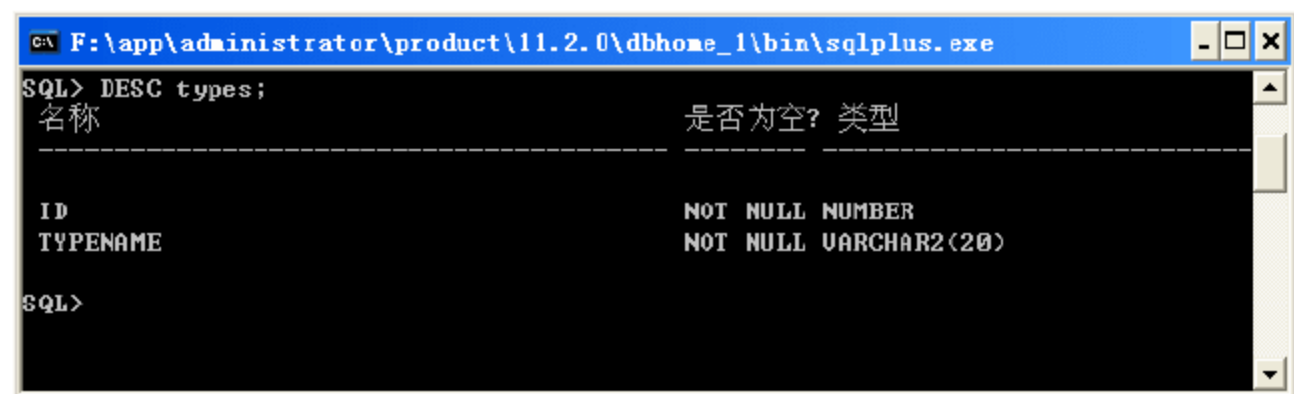 F:\app\administrator\product\11.2.0\dbhome_1\bin\sqlplus.exe
SQL> DESC types;
名称 是否为空? 类型
----------------------------------------- -------- ----------------------------
ID NOT NULL NUMBER
TYPENAME NOT NULL VARCHAR2(20)
SQL>